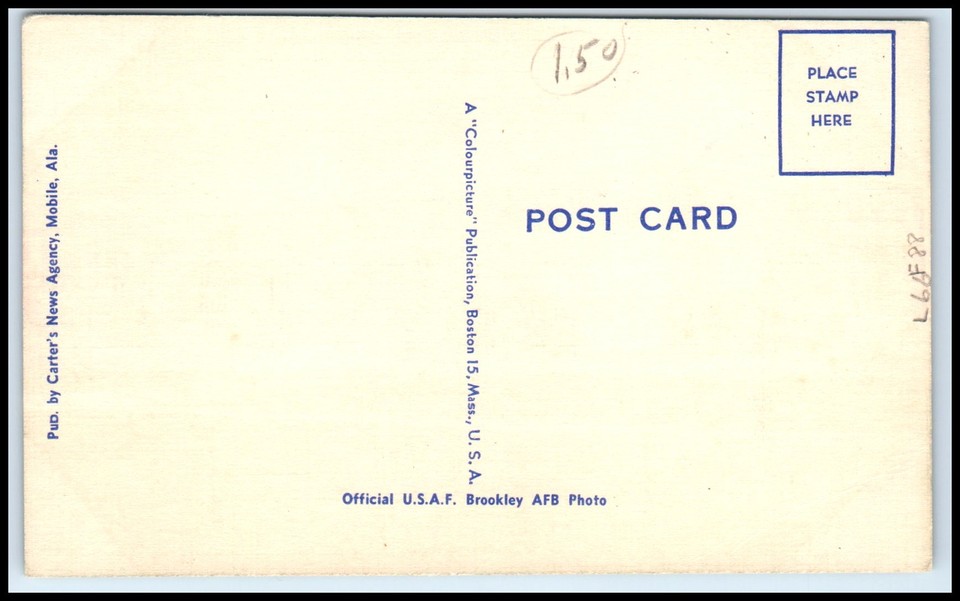 1.50
PLACE
STAMP
HERE
POST CARD
A "Colourpicture" Publication, Boston 15, Mass., U. S. A.
Pub. by Carter's News Agency, Mobile, Ala.
Official U.S.A.F. Brookley AFB Photo